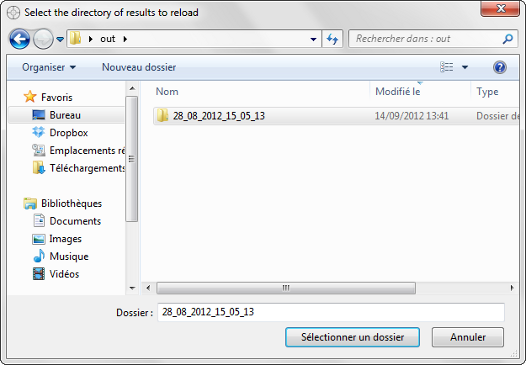 Select the directory of results to reload
out
Rechercher dans : out
Organiser
Nouveau dossier
Nom
Modifié le
Type
Favoris
Bureau
Dropbox
Emplacements ré
Téléchargements
Bibliothèques
Documents
Images
Musique
Vidéos
28_08_2012_15_05_13
14/09/2012 13:41
Dossier de
Dossier :
28_08_2012_15_05_13
Sélectionner un dossier
Annuler